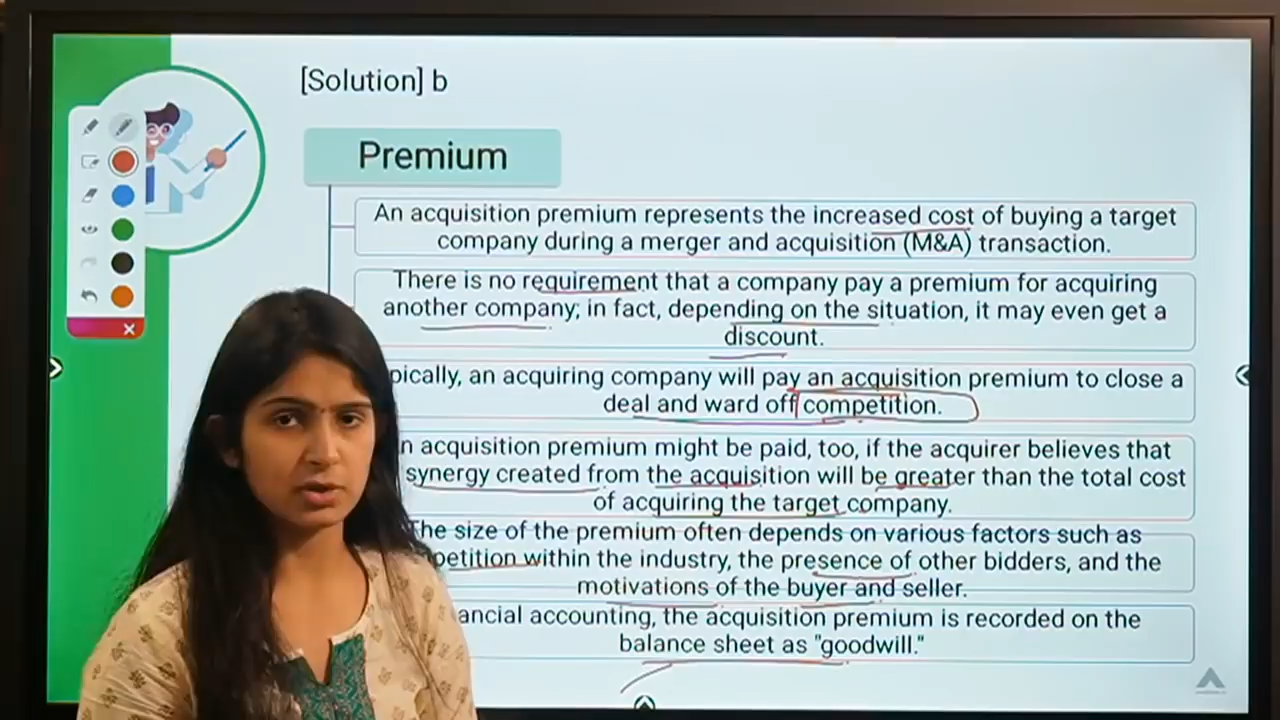 [Solution] b
Premium
An acquisition premium represents the increased cost of buying a target
company during a merger and acquisition (M&A) transaction.
There is no requirement that a company pay a premium for acquiring
another company; in fact, depending on the situation, it may even get a
discount.
pically, an acquiring company will pay an acquisition premium to close a
deal and ward off competition.
n acquisition premium might be paid, too, if the acquirer believes that
synergy created from the acquisition will be greater than the total cost
of acquiring the target company.
The size of the premium often depends on various factors such as
petition within the industry, the presence of other bidders, and the
motivations of the buyer and seller.
ancial accounting, the acquisition premium is recorded on the
balance sheet as "goodwill."